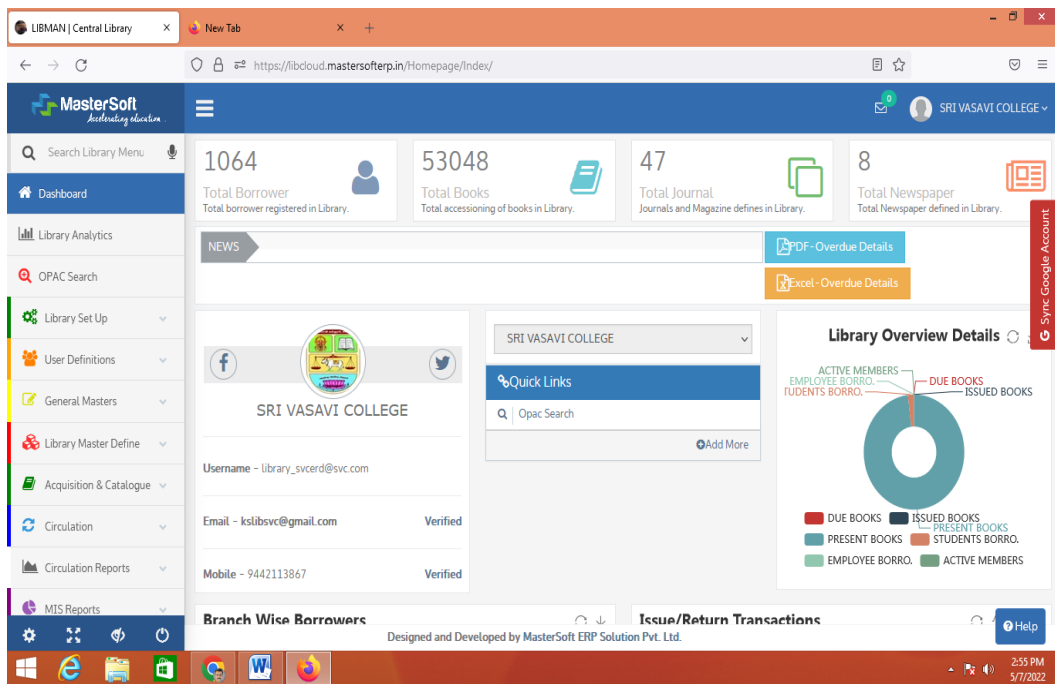 LIBMAN | Central Library
New Tab
https://libcloud.mastersofterp.in/Homepage/Index/
MasterSoft
Accelerating education..
0
SRI VASAVI COLLEGE
Search Library Menu
Dashboard
Library Analytics
OPAC Search
Library Set Up
User Definitions
General Masters
Library Master Define
Acquisition & Catalogue
Circulation
Circulation Reports
MIS Reports
1064
Total Borrower
Total borrower registered in Library.
53048
Total Books
Total accessioning of books in Library.
47
Total Journal
Journals and Magazine defines in Library.
8
Total Newspaper
Total Newspaper defined in Library.
NEWS
PDF-Overdue Details
Excel-Overdue Details
G Sync Google Account
SRI VASAVI COLLEGE
Username - library_svcerd@svc.com
Email - kslibsvc@gmail.com Verified
Mobile - 9442113867 Verified
SRI VASAVI COLLEGE
Quick Links
Opac Search
Add More
Library Overview Details
ACTIVE MEMBERS
EMPLOYEE BORRO.
TUDENTS BORRO.
DUE BOOKS
ISSUED BOOKS
PRESENT BOOKS
DUE BOOKS ISSUED BOOKS
PRESENT BOOKS STUDENTS BORRO.
EMPLOYEE BORRO. ACTIVE MEMBERS
Branch Wise Borrowers
Issue/Return Transactions
Designed and Developed by MasterSoft ERP Solution Pvt. Ltd.
Help
2:55 PM
5/7/2022